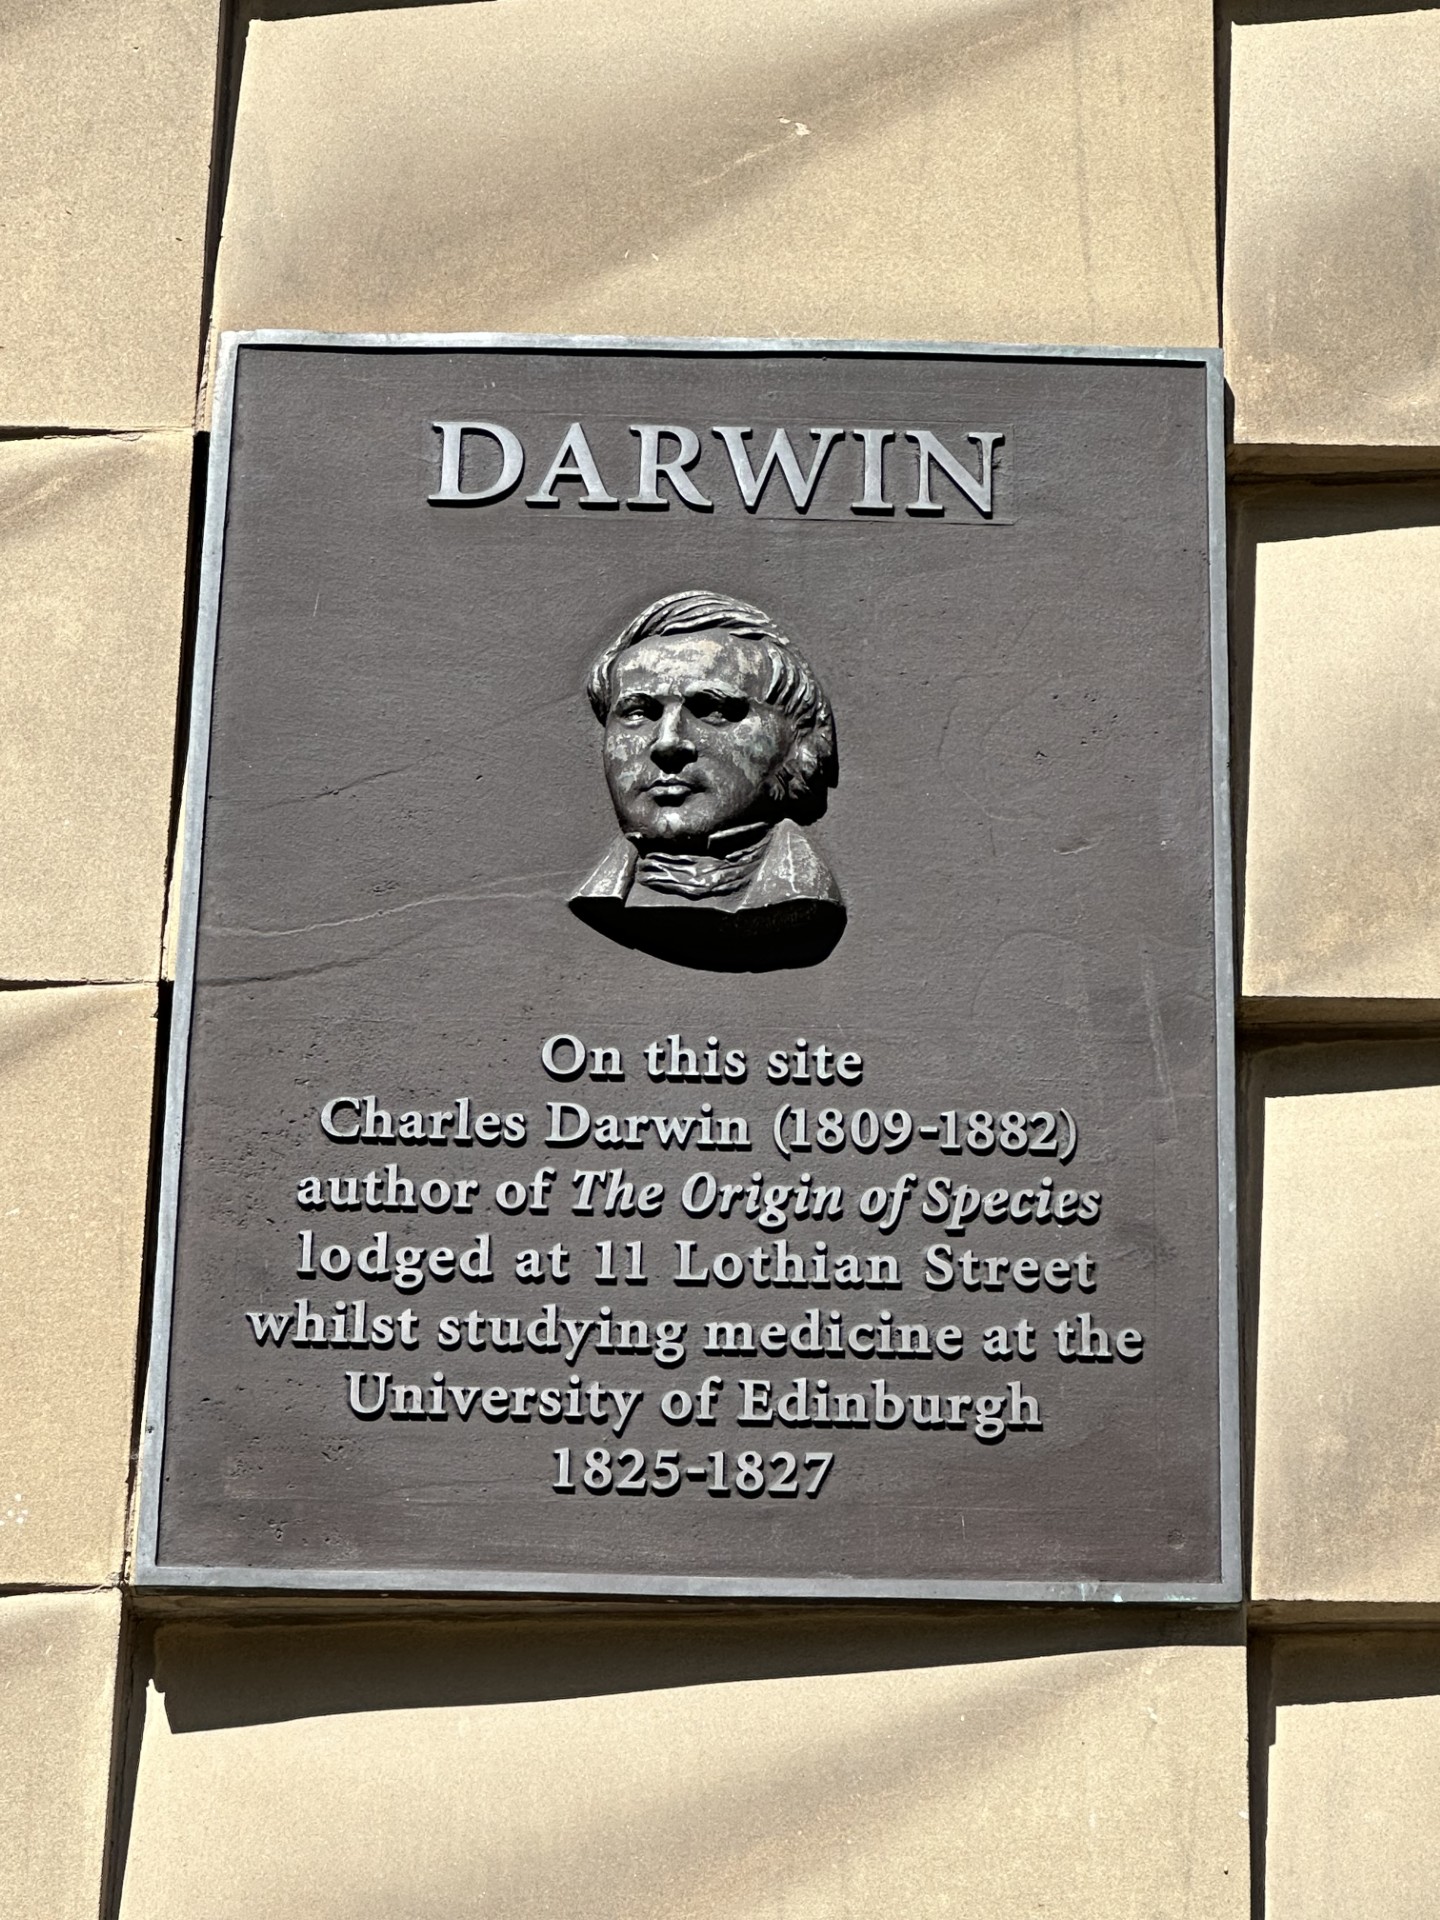 DARWIN
On this site
Charles Darwin (1809-1882)
author of The Origin of Species
lodged at 11 Lothian Street
whilst studying medicine at the
University of Edinburgh
1825-1827